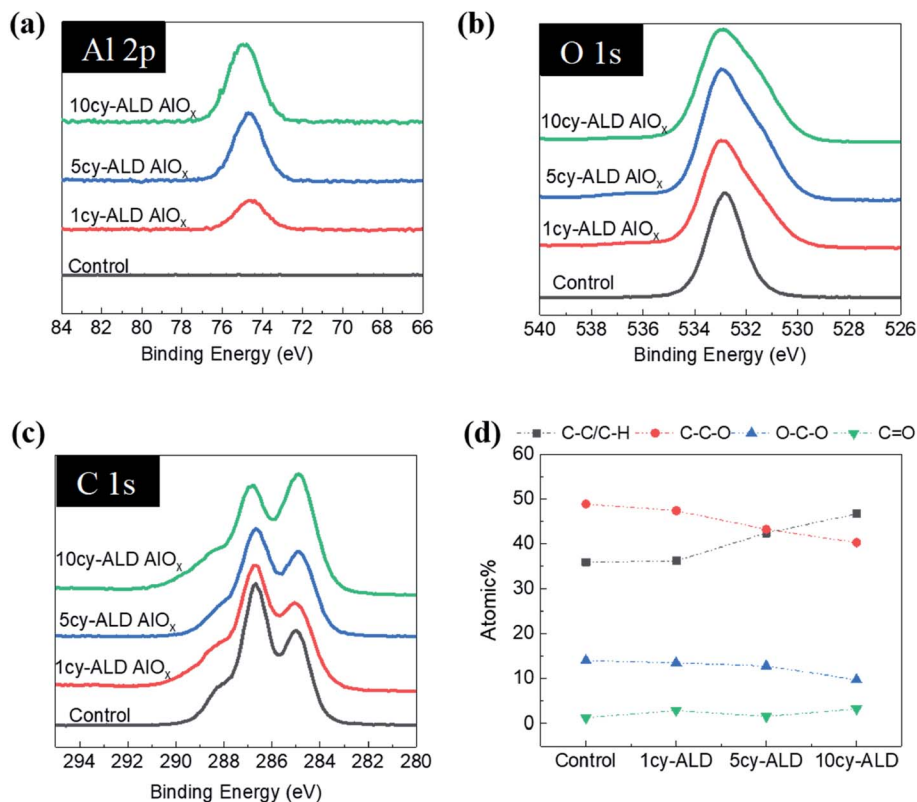 (a)
Al 2p
10cy-ALD AlOx
5cy-ALD AlOx
1cy-ALD AlOx
Control
84 82 80 78 76 74 72 70 68 66
Binding Energy (eV)
(b)
O 1s
10cy-ALD AlOx
5cy-ALD AlOx
1cy-ALD AlOx
Control
540 538 536 534 532 530 528 526
Binding Energy (eV)
(c)
C 1s
10cy-ALD AlOx
5cy-ALD AlOx
1cy-ALD AlOx
Control
294 292 290 288 286 284 282 280
Binding Energy (eV)
(d)
C-C/C-H C-C-O O-C-O C=O
60
50
40
30
20
10
0
Atomic%
Control 1cy-ALD 5cy-ALD 10cy-ALD